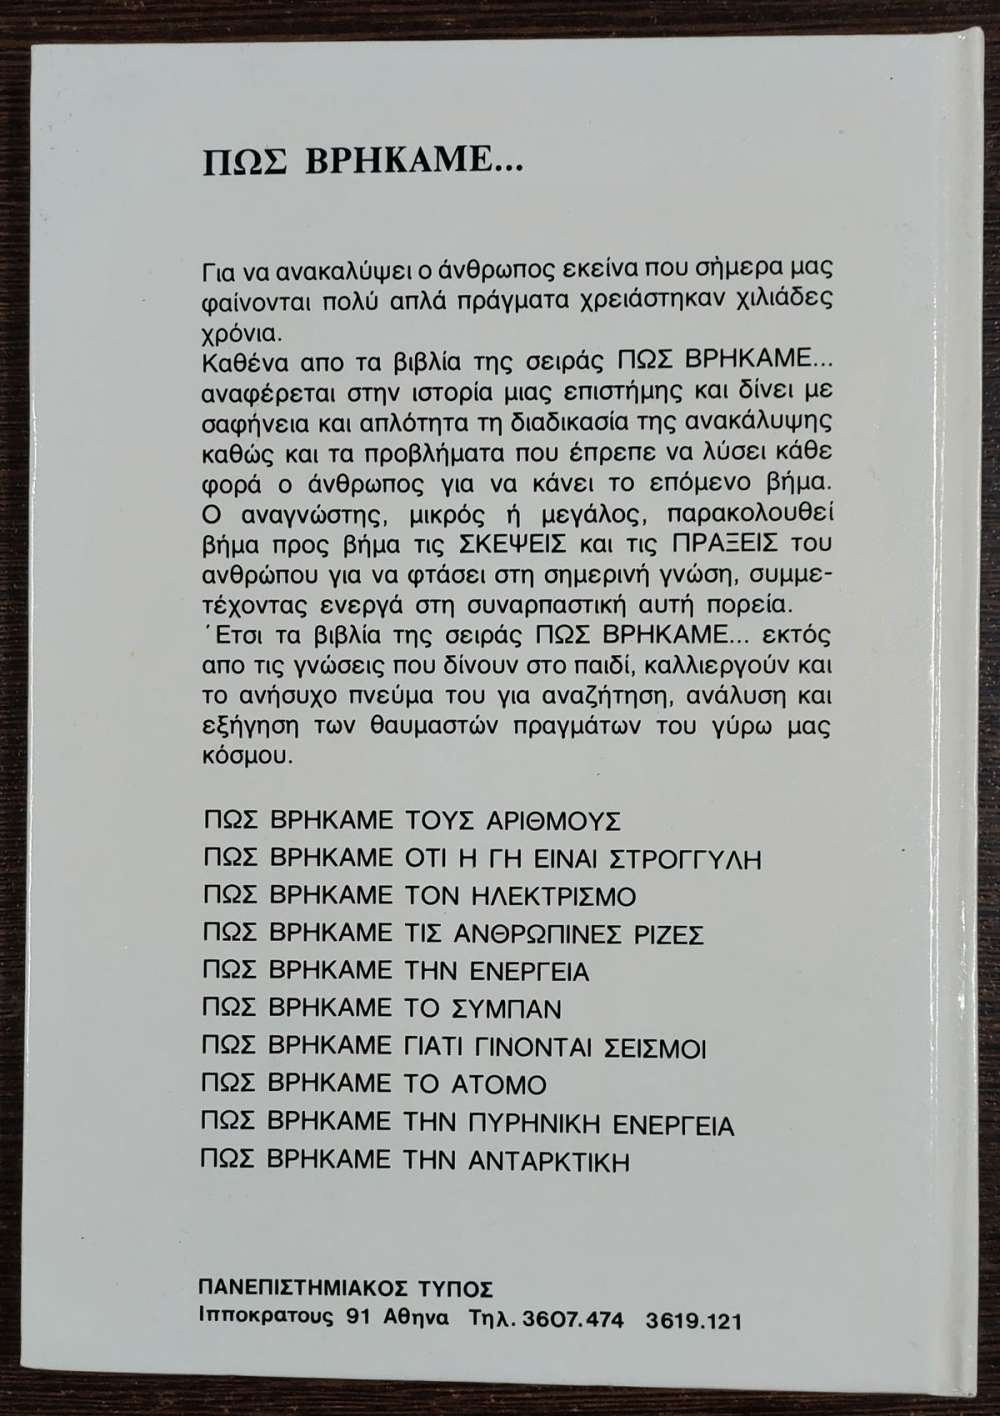 ΠΩΣ ΒΡΗΚΑΜΕ...
Για να ανακαλύψει ο άνθρωπος εκείνα που σήμερα μας
φαίνονται πολύ απλά πράγματα χρειάστηκαν χιλιάδες
χρόνια.
Καθένα απο τα βιβλία της σειράς ΠΩΣ ΒΡΗΚΑΜΕ...
αναφέρεται στην ιστορία μιας επιστήμης και δίνει με
σαφήνεια και απλότητα τη διαδικασία της ανακάλυψης
καθώς και τα προβλήματα που έπρεπε να λύσει κάθε
φορά ο άνθρωπος για να κάνει το επόμενο βήμα.
Ο αναγνώστης, μικρός ή μεγάλος, παρακολουθεί
βήμα προς βήμα τις ΣΚΕΨΕΙΣ και τις ΠΡΑΞΕΙΣ του
ανθρώπου για να φτάσει στη σημερινή γνώση, συμμε-
τέχοντας ενεργά στη συναρπαστική αυτή πορεία.
Έτσι τα βιβλία της σειράς ΠΩΣ ΒΡΗΚΑΜΕ... εκτός
απο τις γνώσεις που δίνουν στο παιδί, καλλιεργούν και
το ανήσυχο πνεύμα του για αναζήτηση, ανάλυση και
εξήγηση των θαυμαστών πραγμάτων του γύρω μας
κόσμου.
ΠΩΣ ΒΡΗΚΑΜΕ ΤΟΥΣ ΑΡΙΘΜΟΥΣ
ΠΩΣ ΒΡΗΚΑΜΕ ΟΤΙ Η ΓΗ ΕΙΝΑΙ ΣΤΡΟΓΓΥΛΗ
ΠΩΣ ΒΡΗΚΑΜΕ ΤΟΝ ΗΛΕΚΤΡΙΣΜΟ
ΠΩΣ ΒΡΗΚΑΜΕ ΤΙΣ ΑΝΘΡΩΠΙΝΕΣ ΡΙΖΕΣ
ΠΩΣ ΒΡΗΚΑΜΕ ΤΗΝ ΕΝΕΡΓΕΙΑ
ΠΩΣ ΒΡΗΚΑΜΕ ΤΟ ΣΥΜΠΑΝ
ΠΩΣ ΒΡΗΚΑΜΕ ΓΙΑΤΙ ΓΙΝΟΝΤΑΙ ΣΕΙΣΜΟΙ
ΠΩΣ ΒΡΗΚΑΜΕ ΤΟ ΑΤΟΜΟ
ΠΩΣ ΒΡΗΚΑΜΕ ΤΗΝ ΠΥΡΗΝΙΚΗ ΕΝΕΡΓΕΙΑ
ΠΩΣ ΒΡΗΚΑΜΕ ΤΗΝ ΑΝΤΑΡΚΤΙΚΗ
ΠΑΝΕΠΙΣΤΗΜΙΑΚΟΣ ΤΥΠΟΣ
Ιπποκρατους 91 Αθηνα Τηλ. 3607.474 3619.121